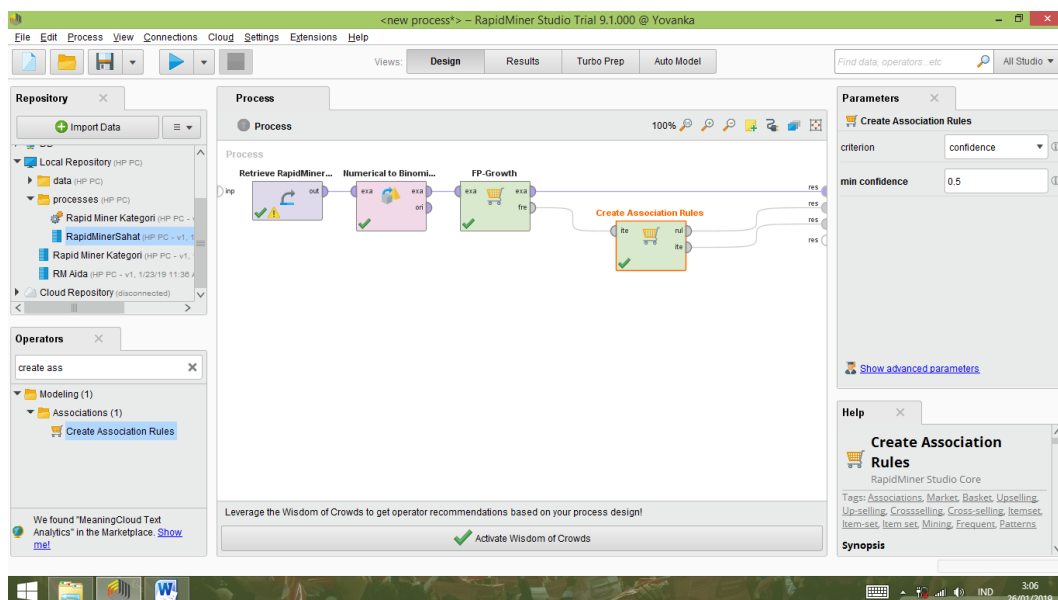 <new process*> – RapidMiner Studio Trial 9.1.000 @ Yovanka
File Edit Process View Connections Cloud Settings Extensions Help
Views: Design Results Turbo Prep Auto Model
Find data, operators...etc All Studio
Repository
Import Data
Local Repository (HP PC)
data (HP PC)
processes (HP PC)
Rapid Miner Kategori (HP PC -
RapidMinerSahat (HP PC - v1, 1
Rapid Miner Kategori (HP PC - v1,
RM Aida (HP PC - v1, 1/23/19 11:36
Cloud Repository (disconnected)
Operators
create ass
Modeling (1)
Associations (1)
Create Association Rules
We found "MeaningCloud Text
Analytics" in the Marketplace. Show
me!
Process
Process
100%
Process
Retrieve RapidMiner... Numerical to Binomi... FP-Growth
inp out exa exa exa exa res
ori fre res
Create Association Rules
ite rul res
ite res
Leverage the Wisdom of Crowds to get operator recommendations based on your process design!
Activate Wisdom of Crowds
Parameters
Create Association Rules
criterion confidence
min confidence 0.5
Show advanced parameters
Help
Create Association
Rules
RapidMiner Studio Core
Tags: Associations, Market, Basket, Upselling,
Up-selling, Crossselling, Cross-selling, Itemset,
Item-set, Item set, Mining, Frequent, Patterns
Synopsis
IND
3:06
26/01/2019